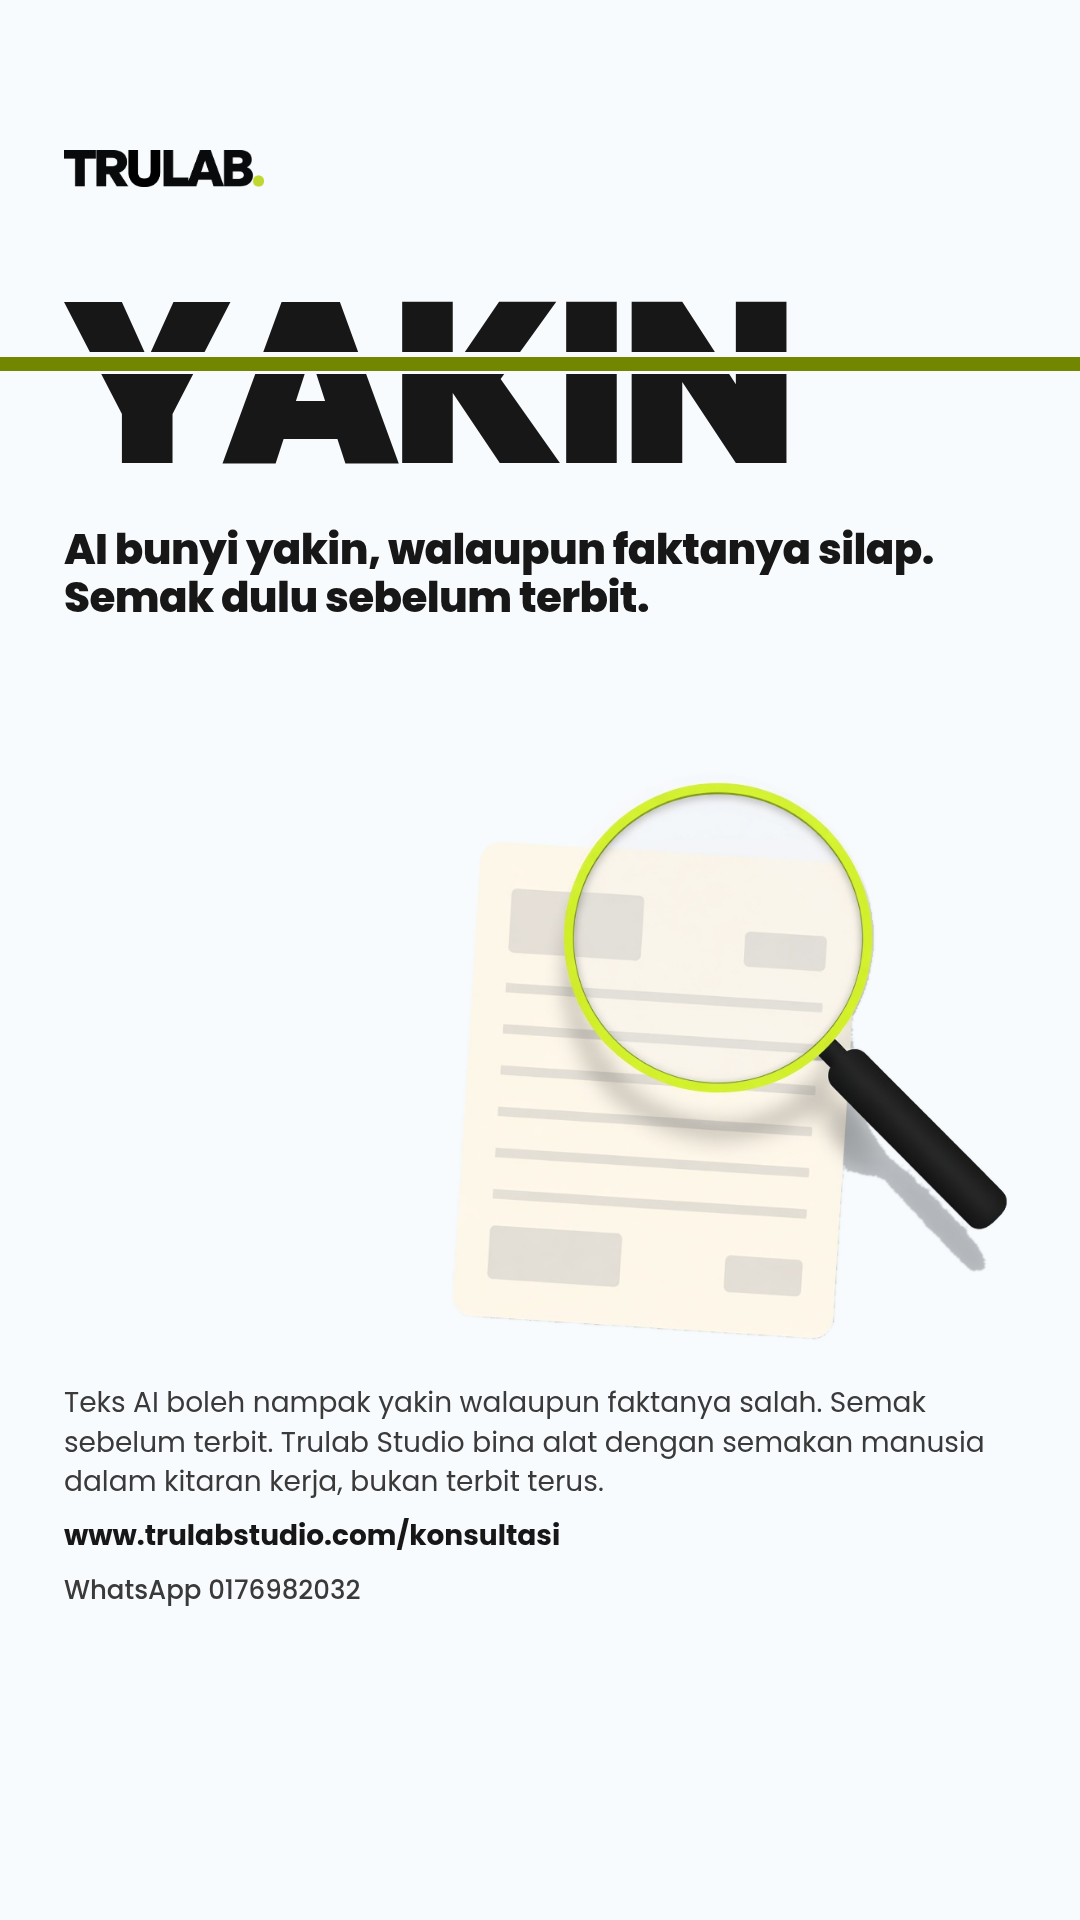 TRULAB.
YAKIN
AI bunyi yakin, walaupun faktanya silap.
Semak dulu sebelum terbit.
Teks AI boleh nampak yakin walaupun faktanya salah. Semak
sebelum terbit. Trulab Studio bina alat dengan semakan manusia
dalam kitaran kerja, bukan terbit terus.
www.trulabstudio.com/konsultasi
WhatsApp 0176982032